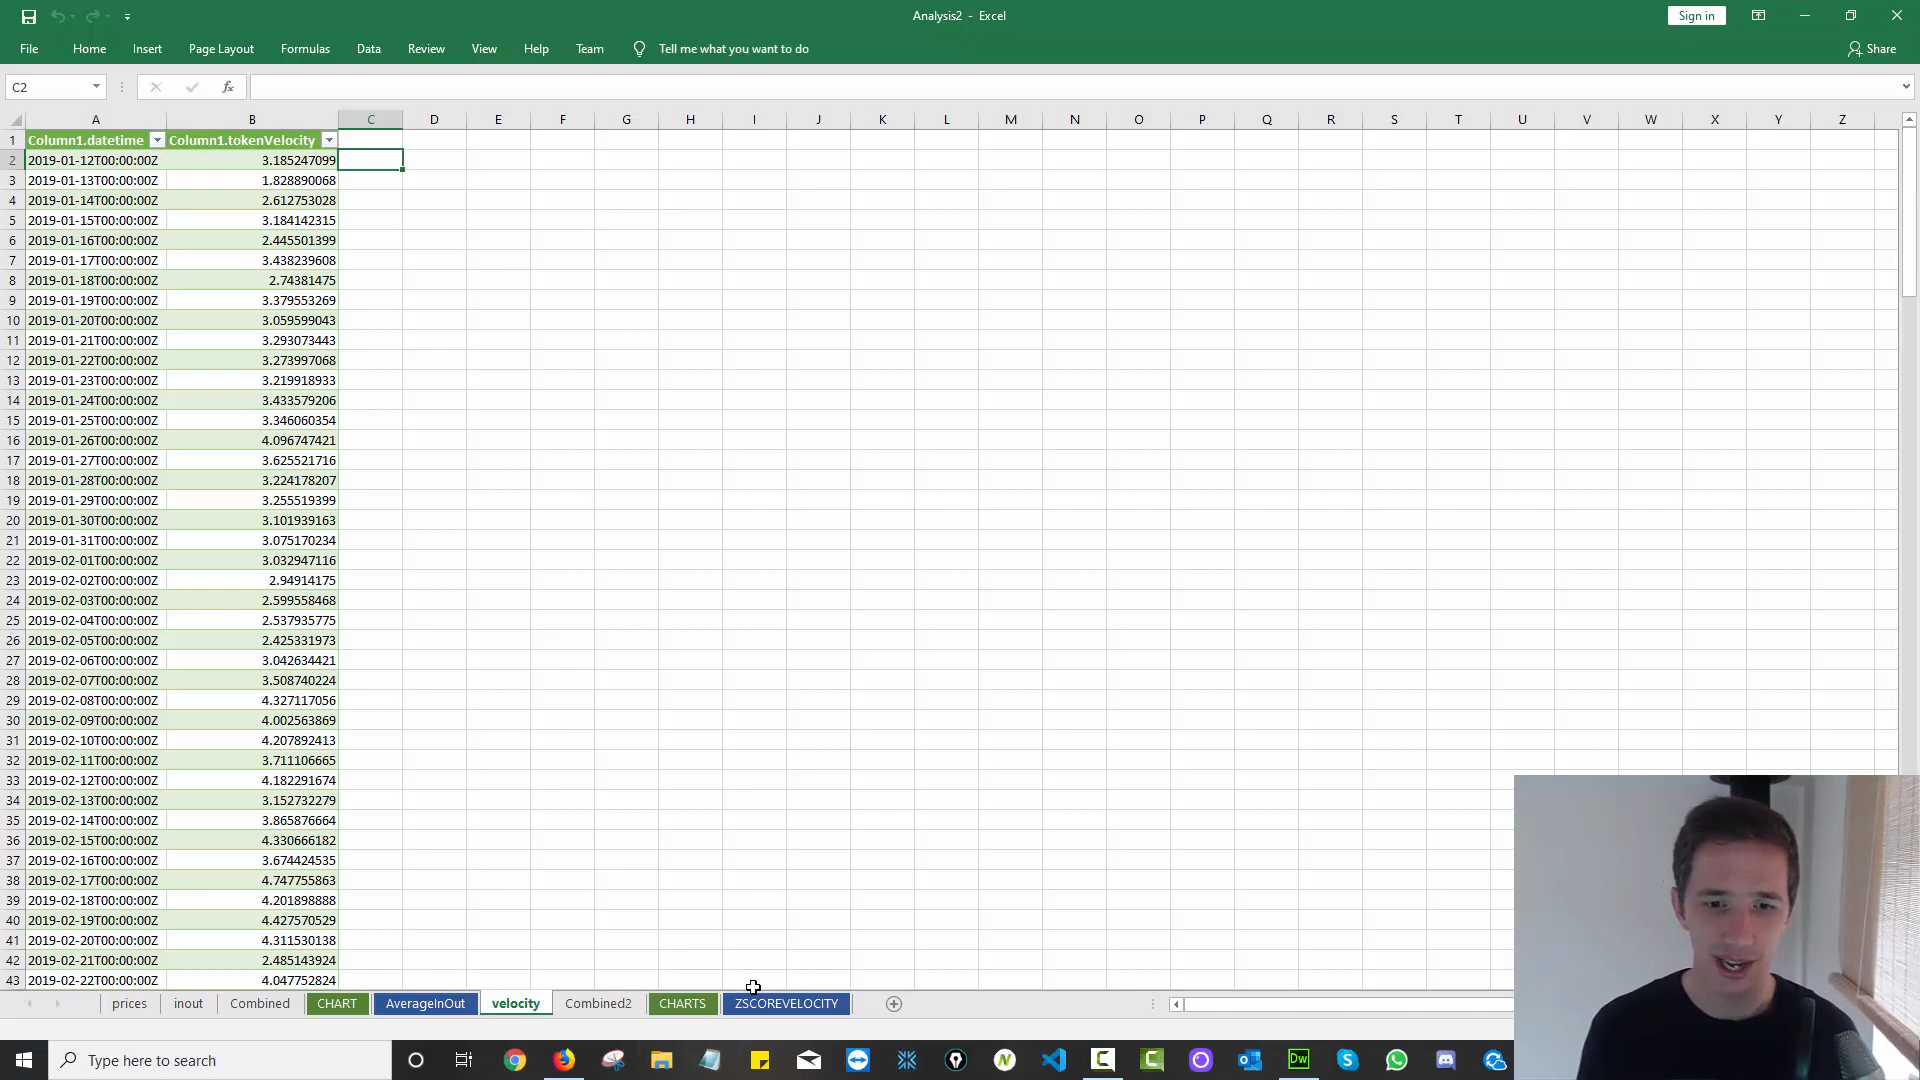 Analysis2 - Excel
Sign in
File Home Insert Page Layout Formulas Data Review View Help Team Tell me what you want to do Share
C2 fx
A B C D E F G H I J K L M N O P Q R S T U V W X Y Z
1 Column1.datetime Column1.tokenVelocity
2 2019-01-12T00:00:00Z 3.185247099
3 2019-01-13T00:00:00Z 1.828890068
4 2019-01-14T00:00:00Z 2.612753028
5 2019-01-15T00:00:00Z 3.184142315
6 2019-01-16T00:00:00Z 2.445501399
7 2019-01-17T00:00:00Z 3.438239608
8 2019-01-18T00:00:00Z 2.74381475
9 2019-01-19T00:00:00Z 3.379553269
10 2019-01-20T00:00:00Z 3.059599043
11 2019-01-21T00:00:00Z 3.293073443
12 2019-01-22T00:00:00Z 3.273997068
13 2019-01-23T00:00:00Z 3.219918933
14 2019-01-24T00:00:00Z 3.433579206
15 2019-01-25T00:00:00Z 3.346060354
16 2019-01-26T00:00:00Z 4.096747421
17 2019-01-27T00:00:00Z 3.625521716
18 2019-01-28T00:00:00Z 3.224178207
19 2019-01-29T00:00:00Z 3.255519399
20 2019-01-30T00:00:00Z 3.101939163
21 2019-01-31T00:00:00Z 3.075170234
22 2019-02-01T00:00:00Z 3.032947116
23 2019-02-02T00:00:00Z 2.94914175
24 2019-02-03T00:00:00Z 2.599558468
25 2019-02-04T00:00:00Z 2.537935775
26 2019-02-05T00:00:00Z 2.425331973
27 2019-02-06T00:00:00Z 3.042634421
28 2019-02-07T00:00:00Z 3.508740224
29 2019-02-08T00:00:00Z 4.327117056
30 2019-02-09T00:00:00Z 4.002563869
31 2019-02-10T00:00:00Z 4.207892413
32 2019-02-11T00:00:00Z 3.711106665
33 2019-02-12T00:00:00Z 4.182291674
34 2019-02-13T00:00:00Z 3.152732279
35 2019-02-14T00:00:00Z 3.865876664
36 2019-02-15T00:00:00Z 4.330666182
37 2019-02-16T00:00:00Z 3.674424535
38 2019-02-17T00:00:00Z 4.747755863
39 2019-02-18T00:00:00Z 4.201898888
40 2019-02-19T00:00:00Z 4.427570529
41 2019-02-20T00:00:00Z 4.311530138
42 2019-02-21T00:00:00Z 2.485143924
43 2019-02-22T00:00:00Z 4.047752824
prices inout Combined CHART AverageInOut velocity Combined2 CHARTS ZSCOREVELOCITY
Type here to search
Dw